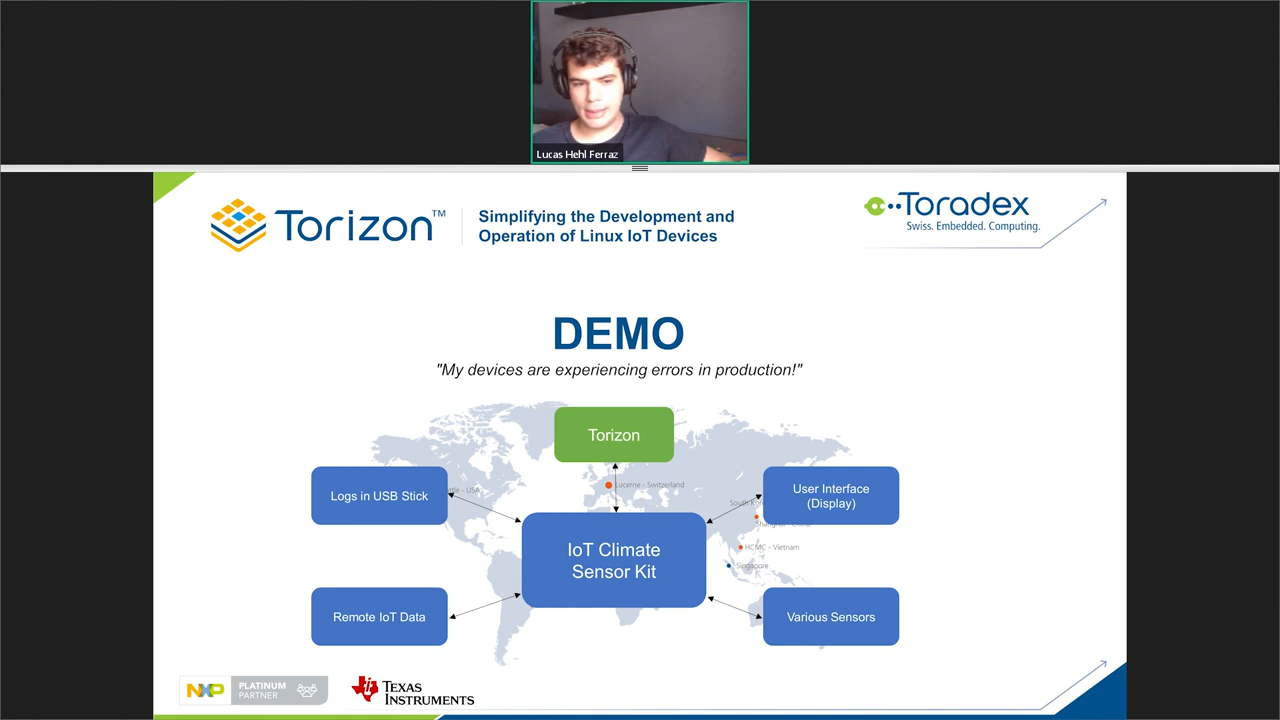 Lucas Hehl Ferraz
Torizon™
Simplifying the Development and
Operation of Linux IoT Devices
Toradex
Swiss. Embedded. Computing.
DEMO
"My devices are experiencing errors in production!"
Torizon
Logs in USB Stick
- USA
Lucerne - Switzerland
User Interface
(Display)
South
IoT Climate
Sensor Kit
HCMC - Vietnam
Singapore
Remote IoT Data
Various Sensors
NXP
PLATINUM
PARTNER
TEXAS
INSTRUMENTS